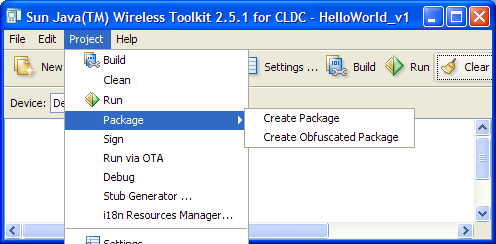 Sun Java(TM) Wireless Toolkit 2.5.1 for CLDC - HelloWorld_v1
File Edit Project Help
New Settings ... Build Run Clear
Device:
Build
Clean
Run
Package
Sign
Run via OTA
Debug
Stub Generator ...
i18n Resources Manager...
Settings
Create Package
Create Obfuscated Package